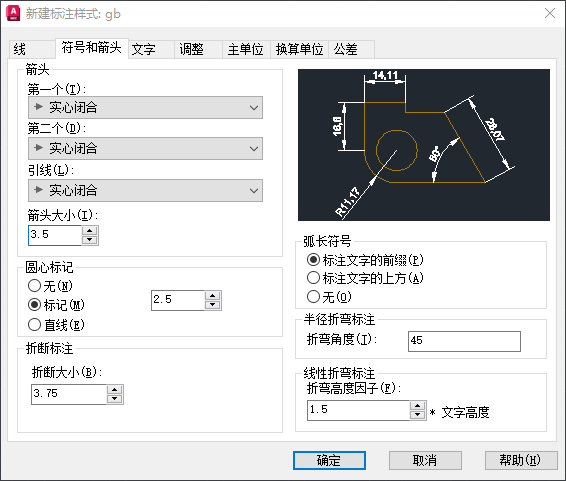 新建标注样式: gb
线
符号和箭头
文字
调整
主单位
换算单位
公差
箭头
第一个(T):
实心闭合
第二个(D):
实心闭合
引线(L):
实心闭合
箭头大小(I):
3.5
圆心标记
无(N)
标记(M)
2.5
直线(E)
折断标注
折断大小(B):
3.75
14,11
16,6
28,07
60°
R11,17
弧长符号
标注文字的前缀(P)
标注文字的上方(A)
无(O)
半径折弯标注
折弯角度(J):
45
线性折弯标注
折弯高度因子(F):
1.5
* 文字高度
确定
取消
帮助(H)